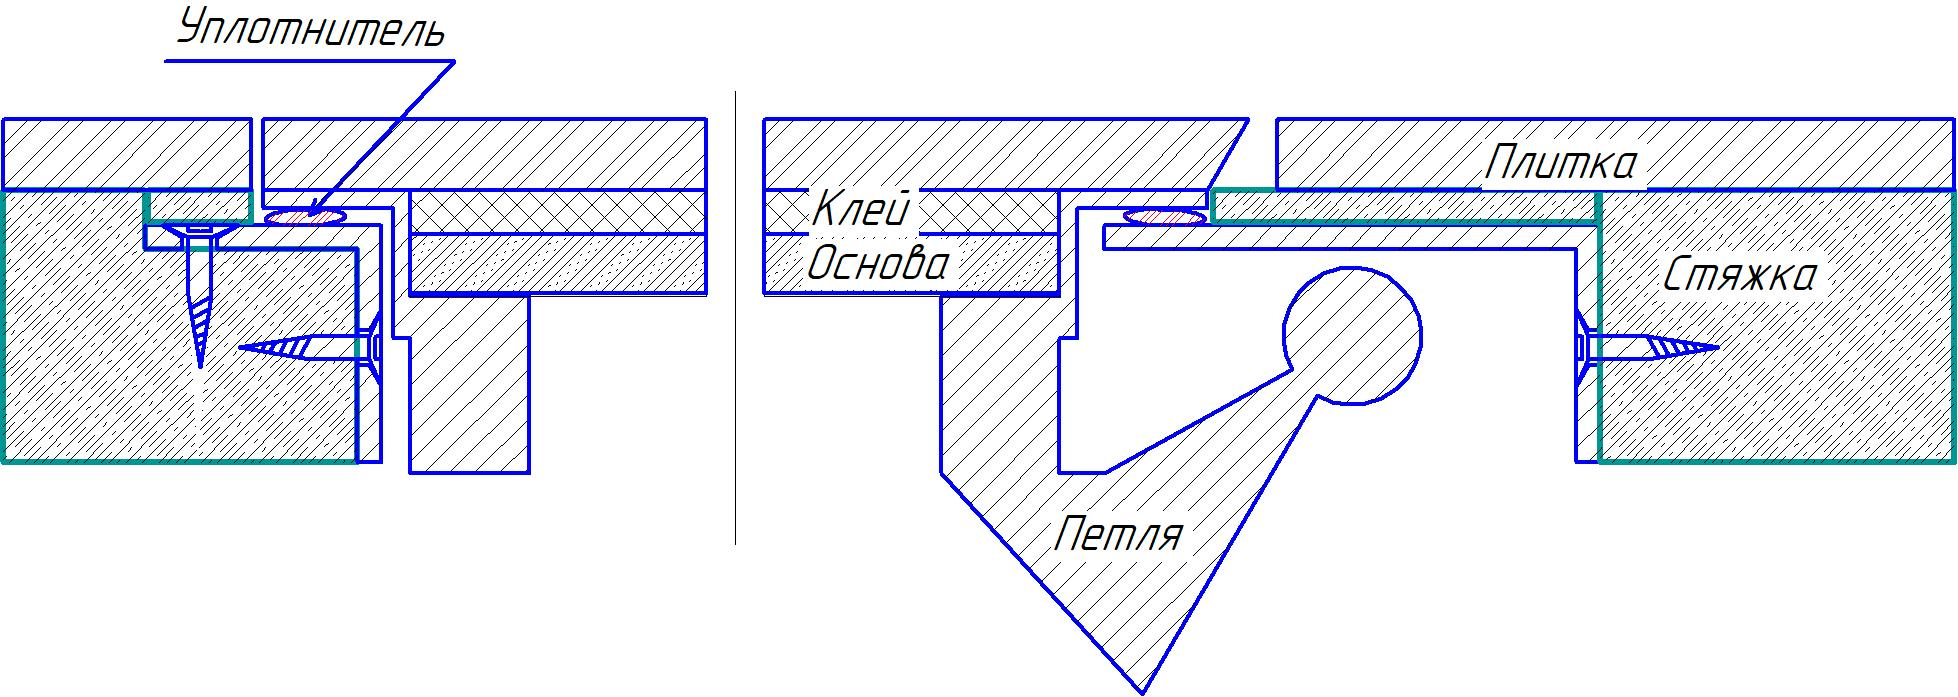 Уплотнитель
Плитка
Клей
Основа
Стяжка
Петля